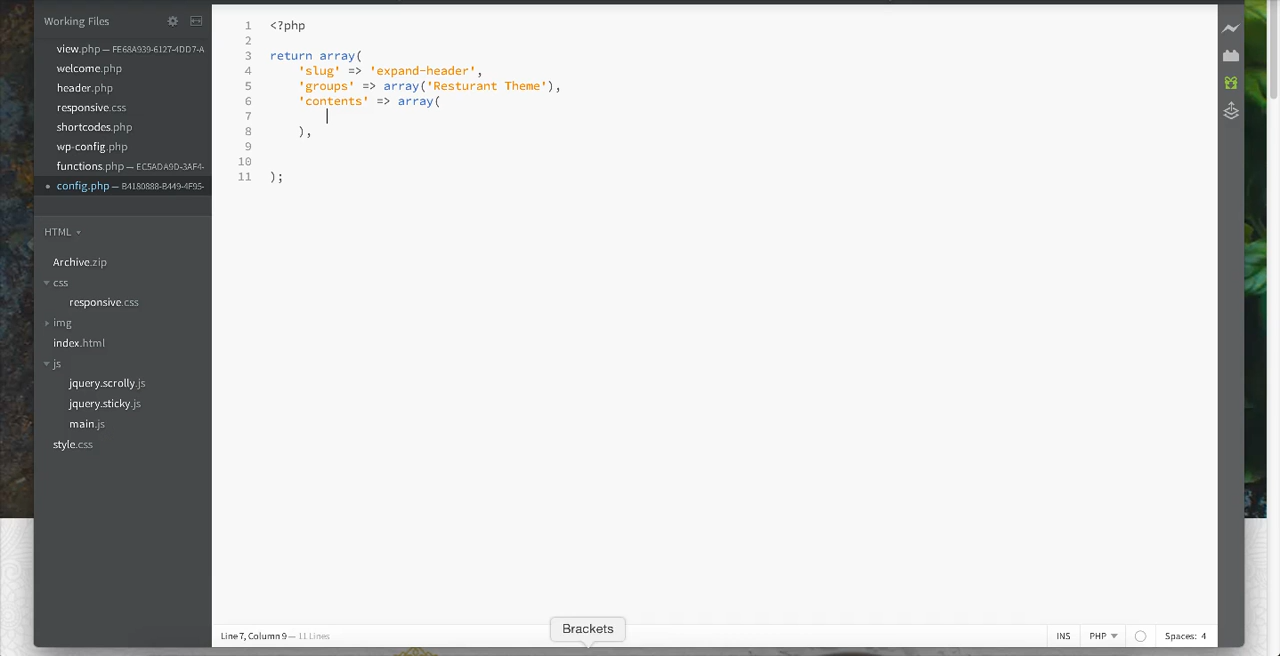 Working Files
view.php — FE68A939-6127-4DD7-A
welcome.php
header.php
responsive.css
shortcodes.php
wp-config.php
functions.php — EC5ADA9D-3AF4-
config.php — B4180888-B449-4F95-
HTML
Archive.zip
css
responsive.css
img
index.html
js
jquery.scrolly.js
jquery.sticky.js
main.js
style.css
1 <?php
2
3 return array(
4 'slug' => 'expand-header',
5 'groups' => array('Resturant Theme'),
6 'contents' => array(
7
8 ),
9
10
11 );
Line 7, Column 9 — 11 Lines
INS PHP Spaces: 4
Brackets